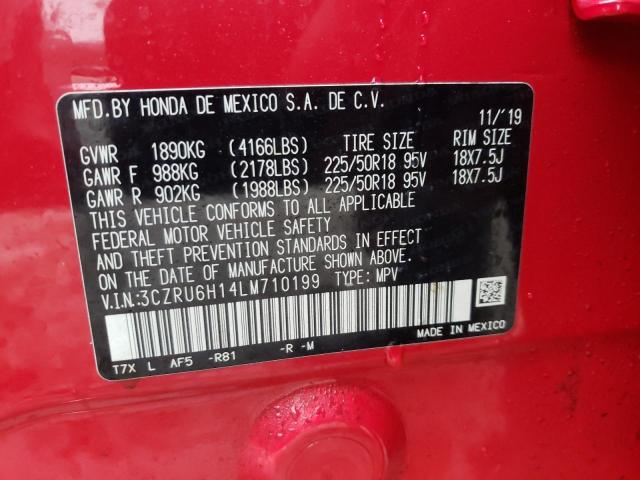 MFD.BY HONDA DE MEXICO S.A. DE C.V.
11/'19
GVWR 1890KG (4166LBS) TIRE SIZE RIM SIZE
GAWR F 988KG (2178LBS) 225/50R18 95V 18X7.5J
GAWR R 902KG (1988LBS) 225/50R18 95V 18X7.5J
THIS VEHICLE CONFORMS TO ALL APPLICABLE
FEDERAL MOTOR VEHICLE SAFETY
AND THEFT PREVENTION STANDARDS IN EFFECT
ON THE DATE OF MANUFACTURE SHOWN ABOVE.
V.I.N:3CZRU6H14LM710199 TYPE: MPV
T7X L AF5 -R81 -R -M
MADE IN MEXICO